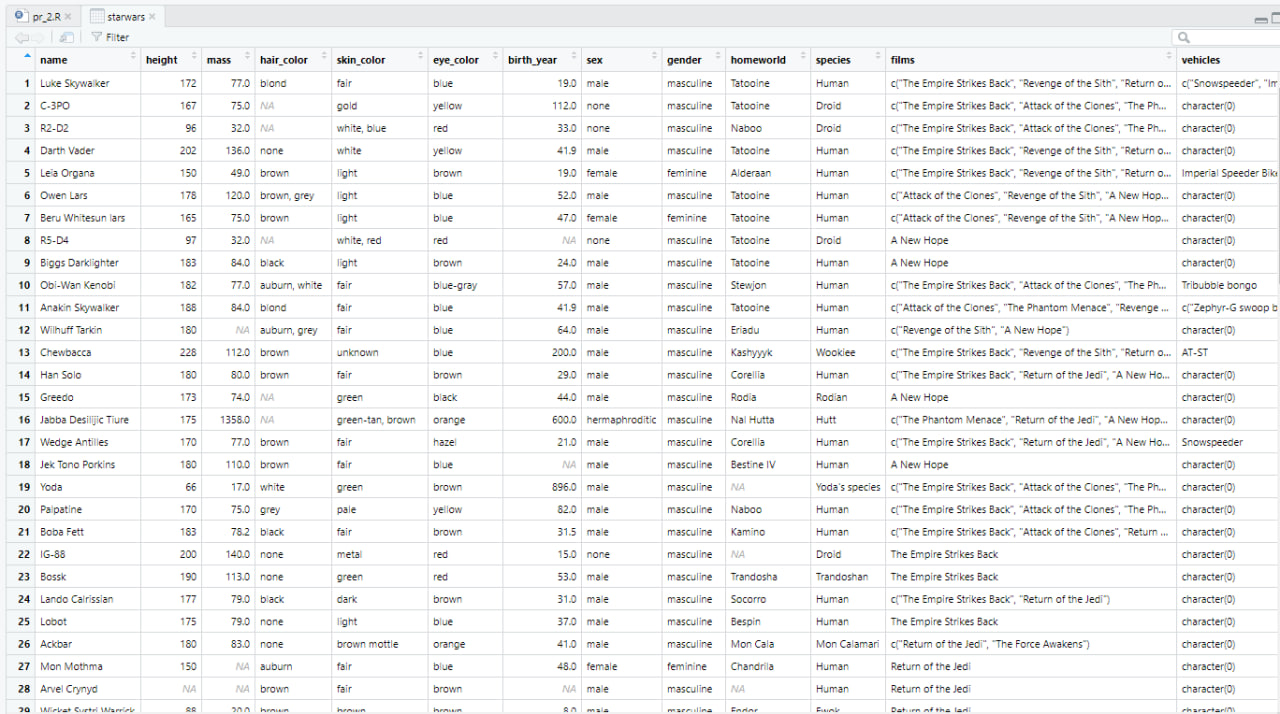 pr_2.R starwars
Filter
name height mass hair_color skin_color eye_color birth_year sex gender homeworld species films vehicles
1 Luke Skywalker 172 77.0 blond fair blue 19.0 male masculine Tatooine Human c("The Empire Strikes Back", "Revenge of the Sith", "Return o... c("Snowspeeder", "Im
2 C-3PO 167 75.0 NA gold yellow 112.0 none masculine Tatooine Droid c("The Empire Strikes Back", "Attack of the Clones", "The Ph... character(0)
3 R2-D2 96 32.0 NA white, blue red 33.0 none masculine Naboo Droid c("The Empire Strikes Back", "Attack of the Clones", "The Ph... character(0)
4 Darth Vader 202 136.0 none white yellow 41.9 male masculine Tatooine Human c("The Empire Strikes Back", "Revenge of the Sith", "Return o... character(0)
5 Leia Organa 150 49.0 brown light brown 19.0 female feminine Alderaan Human c("The Empire Strikes Back", "Revenge of the Sith", "Return o... Imperial Speeder Bik
6 Owen Lars 178 120.0 brown, grey light blue 52.0 male masculine Tatooine Human c("Attack of the Clones", "Revenge of the Sith", "A New Hop... character(0)
7 Beru Whitesun lars 165 75.0 brown light blue 47.0 female feminine Tatooine Human c("Attack of the Clones", "Revenge of the Sith", "A New Hop... character(0)
8 R5-D4 97 32.0 NA white, red red NA none masculine Tatooine Droid A New Hope character(0)
9 Biggs Darklighter 183 84.0 black light brown 24.0 male masculine Tatooine Human A New Hope character(0)
10 Obi-Wan Kenobi 182 77.0 auburn, white fair blue-gray 57.0 male masculine Stewjon Human c("The Empire Strikes Back", "Attack of the Clones", "The Ph... Tribubble bongo
11 Anakin Skywalker 188 84.0 blond fair blue 41.9 male masculine Tatooine Human c("Attack of the Clones", "The Phantom Menace", "Revenge ... c("Zephyr-G swoop b
12 Wilhuff Tarkin 180 NA auburn, grey fair blue 64.0 male masculine Eriadu Human c("Revenge of the Sith", "A New Hope") character(0)
13 Chewbacca 228 112.0 brown unknown blue 200.0 male masculine Kashyyyk Wookiee c("The Empire Strikes Back", "Revenge of the Sith", "Return o... AT-ST
14 Han Solo 180 80.0 brown fair brown 29.0 male masculine Corellia Human c("The Empire Strikes Back", "Return of the Jedi", "A New Ho... character(0)
15 Greedo 173 74.0 NA green black 44.0 male masculine Rodia Rodian A New Hope character(0)
16 Jabba Desilijic Tiure 175 1358.0 NA green-tan, brown orange 600.0 hermaphroditic masculine Nal Hutta Hutt c("The Phantom Menace", "Return of the Jedi", "A New Hop... character(0)
17 Wedge Antilles 170 77.0 brown fair hazel 21.0 male masculine Corellia Human c("The Empire Strikes Back", "Return of the Jedi", "A New Ho... Snowspeeder
18 Jek Tono Porkins 180 110.0 brown fair blue NA male masculine Bestine IV Human A New Hope character(0)
19 Yoda 66 17.0 white green brown 896.0 male masculine NA Yoda's species c("The Empire Strikes Back", "Attack of the Clones", "The Ph... character(0)
20 Palpatine 170 75.0 grey pale yellow 82.0 male masculine Naboo Human c("The Empire Strikes Back", "Attack of the Clones", "The Ph... character(0)
21 Boba Fett 183 78.2 black fair brown 31.5 male masculine Kamino Human c("The Empire Strikes Back", "Attack of the Clones", "Return ... character(0)
22 IG-88 200 140.0 none metal red 15.0 none masculine NA Droid The Empire Strikes Back character(0)
23 Bossk 190 113.0 none green red 53.0 male masculine Trandosha Trandoshan The Empire Strikes Back character(0)
24 Lando Calrissian 177 79.0 black dark brown 31.0 male masculine Socorro Human c("The Empire Strikes Back", "Return of the Jedi") character(0)
25 Lobot 175 79.0 none light blue 37.0 male masculine Bespin Human The Empire Strikes Back character(0)
26 Ackbar 180 83.0 none brown mottle orange 41.0 male masculine Mon Cala Mon Calamari c("Return of the Jedi", "The Force Awakens") character(0)
27 Mon Mothma 150 NA auburn fair blue 48.0 female feminine Chandrila Human Return of the Jedi character(0)
28 Arvel Crynyd NA NA brown fair brown NA male masculine NA Human Return of the Jedi character(0)
29 Wicket Systri Warrick 88 20.0 brown brown brown 8.0 male masculine Endor Ewok Return of the Jedi character(0)